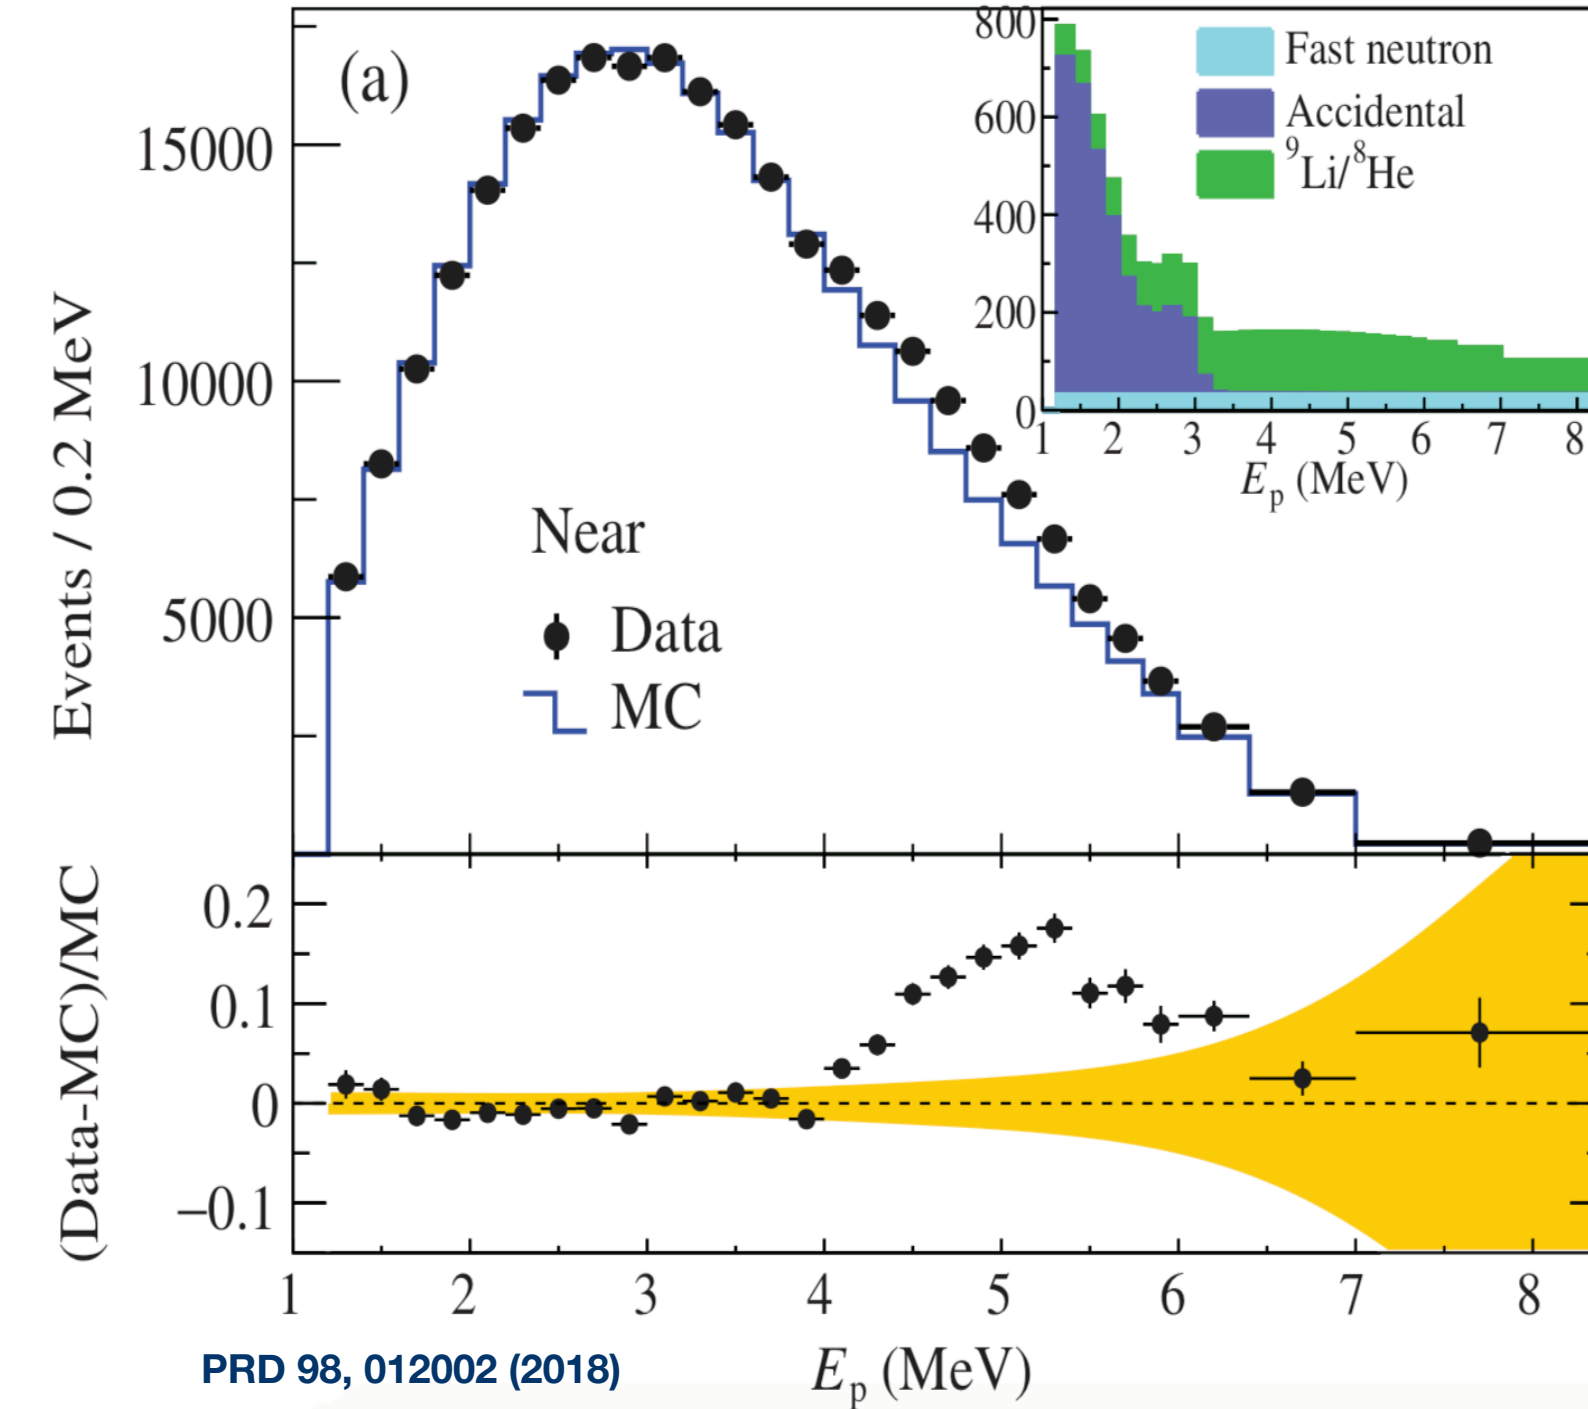 (a)
Events / 0.2 MeV
15000
10000
5000
Near
Data
MC
800
600
400
200
0
Fast neutron
Accidental
⁹Li/⁸He
1 2 3 4 5 6 7 8
Eₚ (MeV)
(Data-MC)/MC
0.2
0.1
0
−0.1
1 2 3 4 5 6 7 8
Eₚ (MeV)
PRD 98, 012002 (2018)